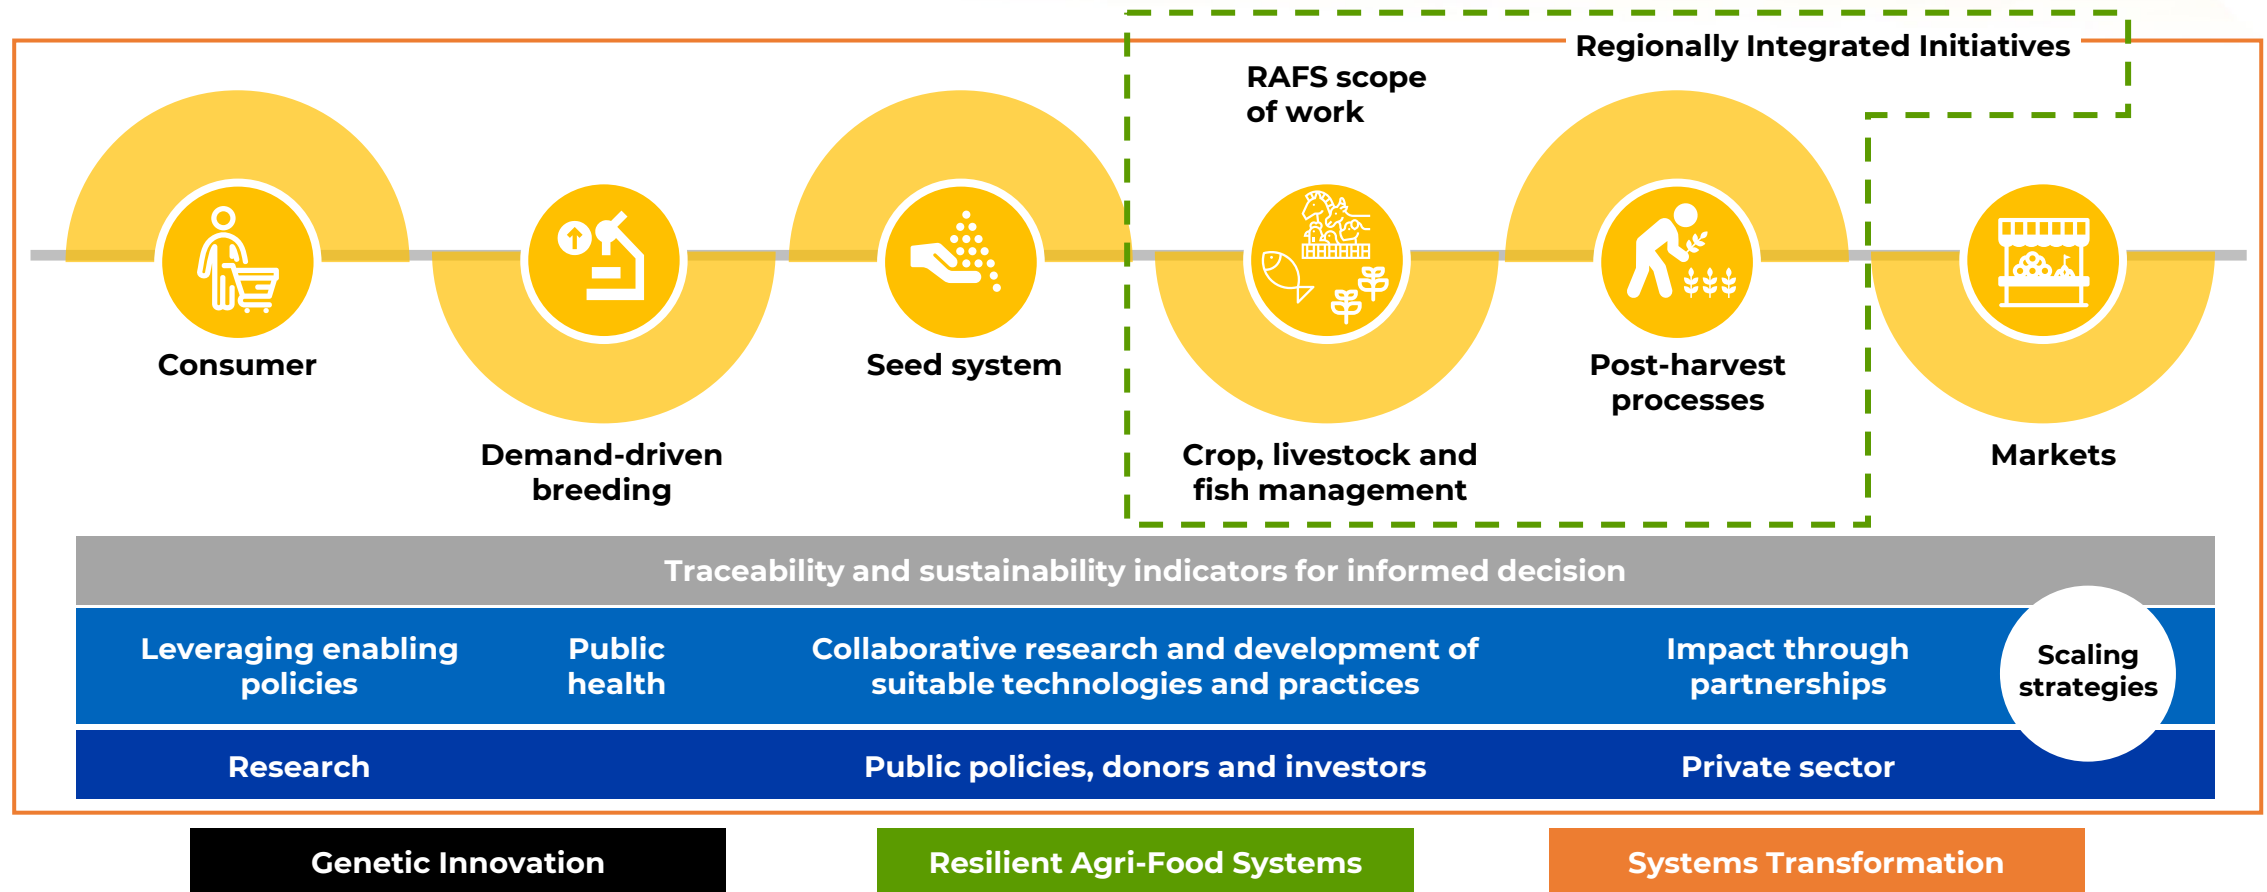 Regionally Integrated Initiatives
RAFS scope
of work
Consumer
Demand-driven
breeding
Seed system
Crop, livestock and
fish management
Post-harvest
processes
Markets
Traceability and sustainability indicators for informed decision
Leveraging enabling
policies
Public
health
Collaborative research and development of
suitable technologies and practices
Impact through
partnerships
Scaling
strategies
Research
Public policies, donors and investors
Private sector
Genetic Innovation
Resilient Agri-Food Systems
Systems Transformation